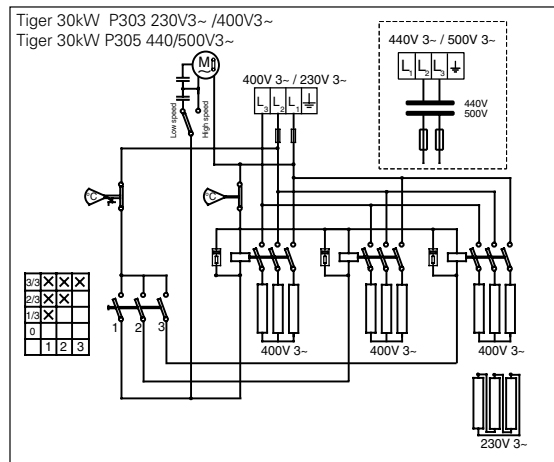 Tiger 30kW P303 230V3~ /400V3~
Tiger 30kW P305 440/500V3~
M
Low speed
High speed
400V 3~ / 230V 3~
L3 L2 L1
440V 3~ / 500V 3~
L1 L2 L3
440V
500V
°C
°C
3/3 X X X
2/3 X X
1/3 X
0
1 2 3
1 2 3
400V 3~
400V 3~
400V 3~
230V 3~